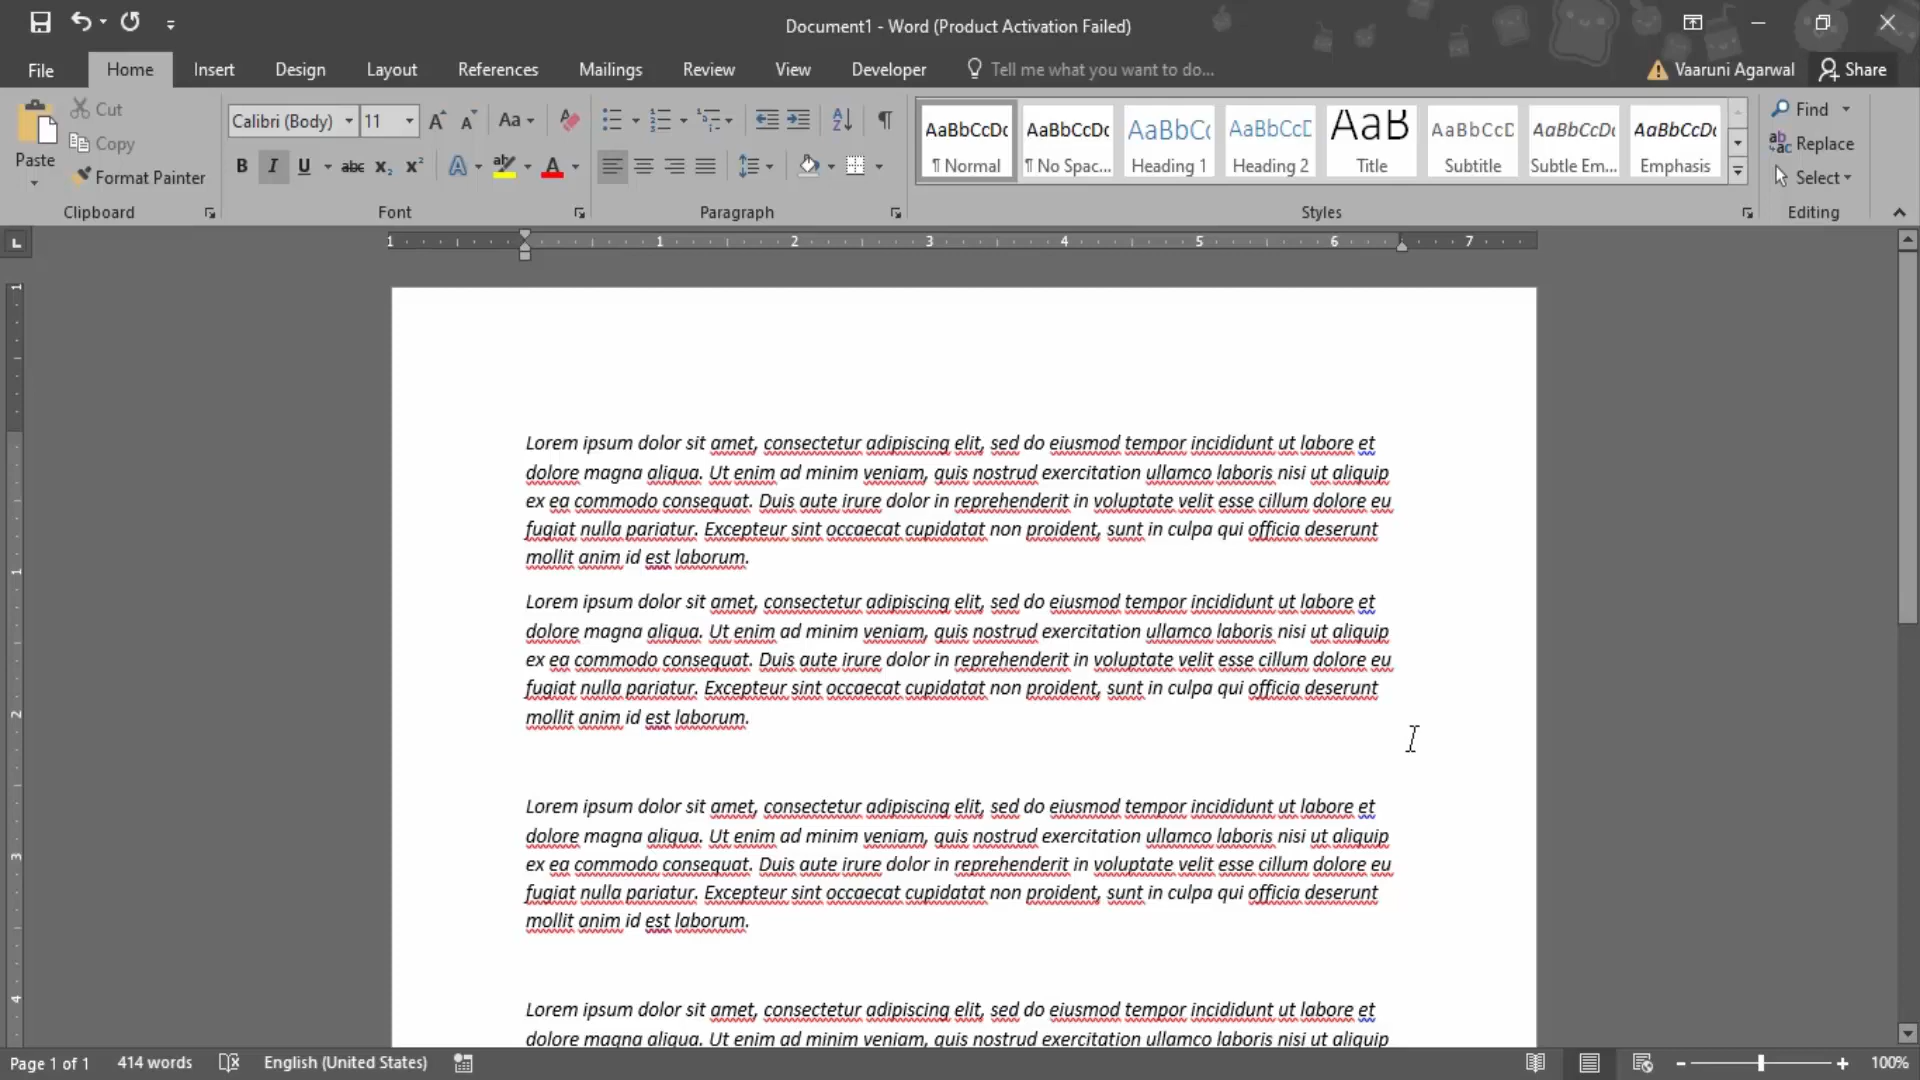 Document1 - Word (Product Activation Failed)
File Home Insert Design Layout References Mailings Review View Developer Tell me what you want to do... Vaaruni Agarwal Share
Paste
Cut
Copy
Format Painter
Clipboard
Calibri (Body) 11
Font
Paragraph
AaBbCcDc AaBbCcDc AaBbC AaBbCcD AaB AaBbCcD AaBbCcDc AaBbCcDc
¶ Normal ¶ No Spac... Heading 1 Heading 2 Title Subtitle Subtle Em... Emphasis
Styles
Find
Replace
Select
Editing
1 1 2 3 4 5 6 7
Lorem ipsum dolor sit amet, consectetur adipiscing elit, sed do eiusmod tempor incididunt ut labore et
dolore magna aliqua. Ut enim ad minim veniam, quis nostrud exercitation ullamco laboris nisi ut aliquip
ex ea commodo consequat. Duis aute irure dolor in reprehenderit in voluptate velit esse cillum dolore eu
fugiat nulla pariatur. Excepteur sint occaecat cupidatat non proident, sunt in culpa qui officia deserunt
mollit anim id est laborum.
Lorem ipsum dolor sit amet, consectetur adipiscing elit, sed do eiusmod tempor incididunt ut labore et
dolore magna aliqua. Ut enim ad minim veniam, quis nostrud exercitation ullamco laboris nisi ut aliquip
ex ea commodo consequat. Duis aute irure dolor in reprehenderit in voluptate velit esse cillum dolore eu
fugiat nulla pariatur. Excepteur sint occaecat cupidatat non proident, sunt in culpa qui officia deserunt
mollit anim id est laborum.
Lorem ipsum dolor sit amet, consectetur adipiscing elit, sed do eiusmod tempor incididunt ut labore et
dolore magna aliqua. Ut enim ad minim veniam, quis nostrud exercitation ullamco laboris nisi ut aliquip
ex ea commodo consequat. Duis aute irure dolor in reprehenderit in voluptate velit esse cillum dolore eu
fugiat nulla pariatur. Excepteur sint occaecat cupidatat non proident, sunt in culpa qui officia deserunt
mollit anim id est laborum.
Lorem ipsum dolor sit amet, consectetur adipiscing elit, sed do eiusmod tempor incididunt ut labore et
dolore magna aliqua. Ut enim ad minim veniam, quis nostrud exercitation ullamco laboris nisi ut aliquip
Page 1 of 1 414 words English (United States) 100%